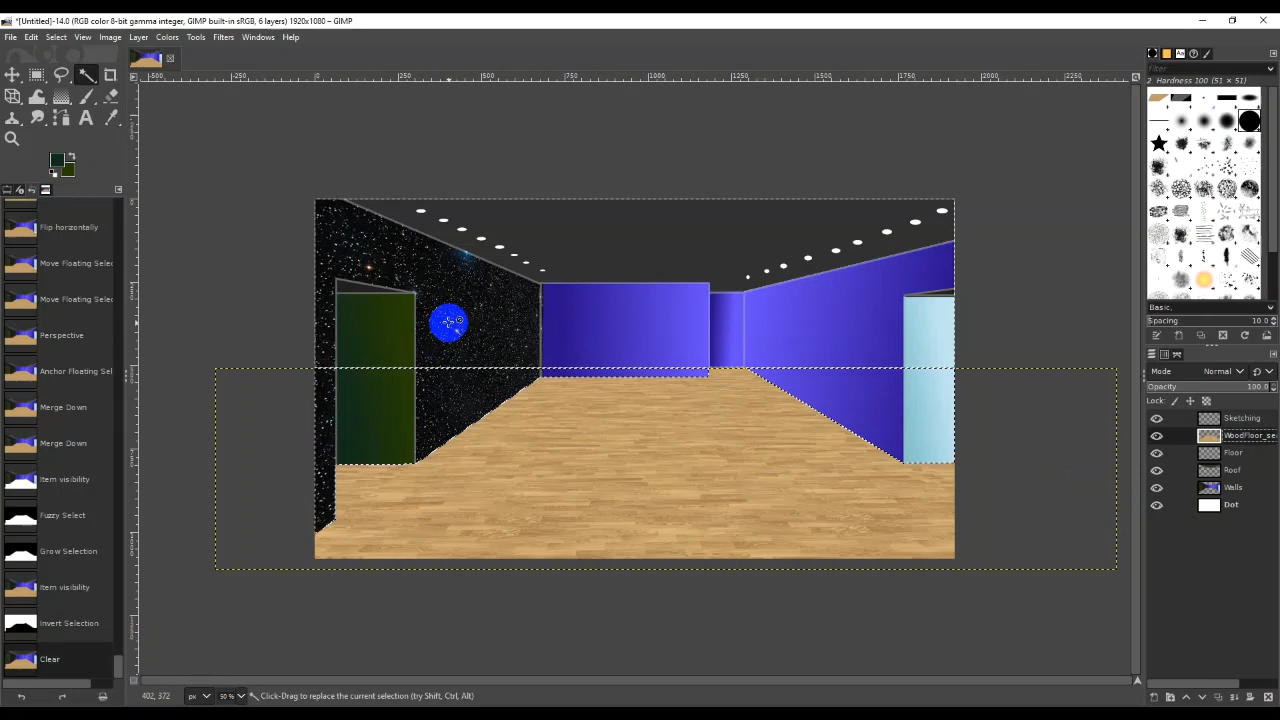 *[Untitled]-14.0 (RGB color 8-bit gamma integer, GIMP built-in sRGB, 6 layers) 1920x1080 – GIMP
File Edit Select View Image Layer Colors Tools Filters Windows Help
Filter
2. Hardness 100 (51 × 51)
Flip horizontally
Move Floating Selec
Move Floating Selec
Perspective
Anchor Floating Sel
Merge Down
Merge Down
Item visibility
Fuzzy Select
Grow Selection
Item visibility
Invert Selection
Clear
Basic,
Spacing 10.0
Mode Normal
Opacity 100.0
Lock:
Sketching
WoodFloor_se
Floor
Roof
Walls
Dot
402, 372 px 50 % Click-Drag to replace the current selection (try Shift, Ctrl, Alt)